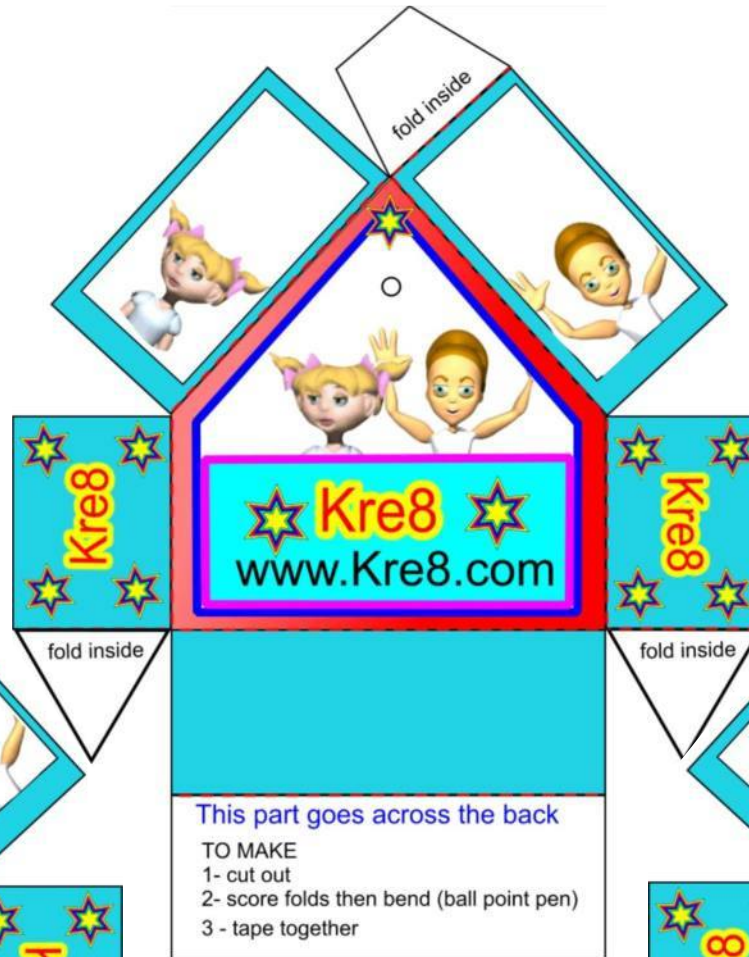 fold inside
Kre8
Kre8
Kre8
www.Kre8.com
fold inside
fold inside
This part goes across the back
TO MAKE
1- cut out
2- score folds then bend (ball point pen)
3 - tape together
8